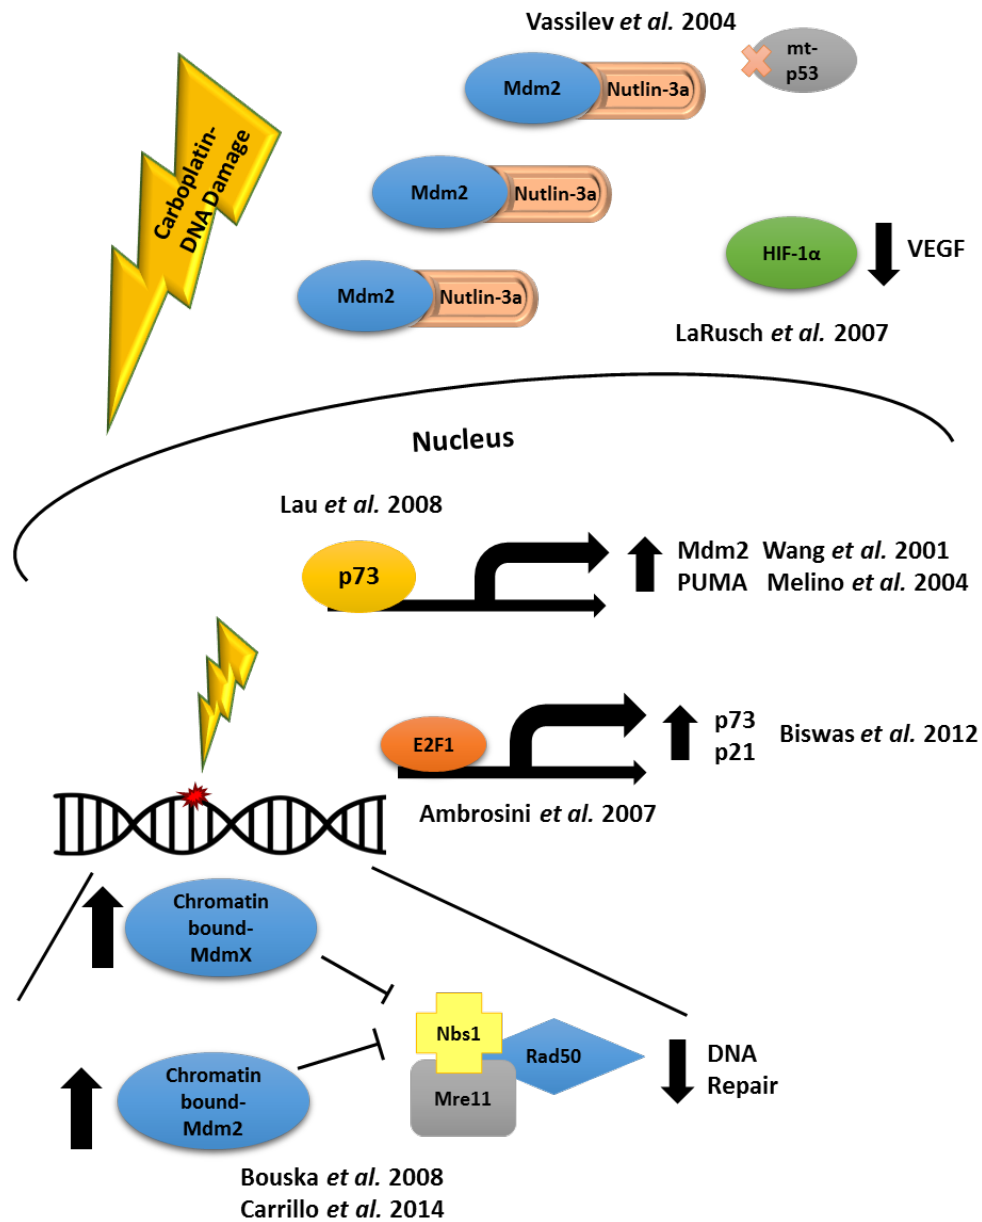 Vassilev et al. 2004
mt-
p53
Mdm2
Nutlin-3a
Carboplatin-
DNA Damage
Mdm2
Nutlin-3a
HIF-1α
VEGF
Mdm2
Nutlin-3a
LaRusch et al. 2007
Nucleus
Lau et al. 2008
p73
Mdm2 Wang et al. 2001
PUMA Melino et al. 2004
E2F1
p73
p21
Biswas et al. 2012
Ambrosini et al. 2007
Chromatin
bound-
MdmX
Nbs1
Rad50
Mre11
DNA
Repair
Chromatin
bound-
Mdm2
Bouska et al. 2008
Carrillo et al. 2014